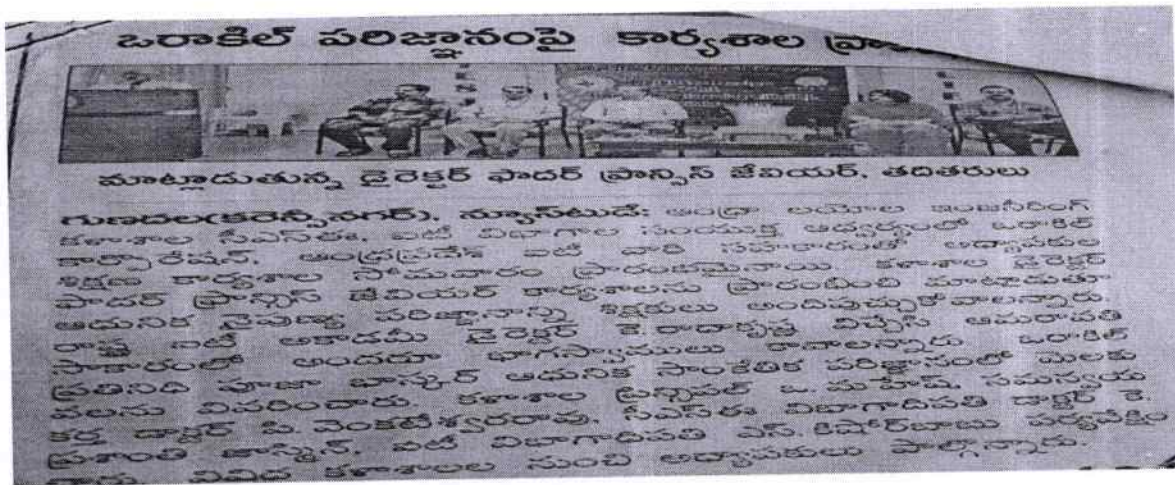 ఒరాకిల్ పరిజ్ఞానంపై కార్యశాల
మాట్లాడుతున్న డైరెక్టర్ ఫాదర్ ఫ్రాన్సిస్ జేవియర్, తదితరులు
గుణదల(కరెన్సీనగర్), న్యూస్‌టుడే: ఆంధ్రా లయోల ఇంజనీరింగ్
కళాశాల సీఎస్ఈ, ఐటీ విభాగాల సంయుక్త ఆధ్వర్యంలో ఒరాకిల్
కార్పొరేషన్, ఆంధ్రప్రదేశ్ ఐటీ వారి సహకారంతో అధ్యాపకుల
శిక్షణ కార్యశాల సోమవారం ప్రారంభమైనాయి. కళాశాల డైరెక్టర్
ఫాదర్ ఫ్రాన్సిస్ జేవియర్ కార్యశాలను ప్రారంభించి మాట్లాడుతూ
ఆధునిక నైపుణ్య పరిజ్ఞానాన్ని శిక్షకులు అందిపుచ్చుకోవాలన్నారు.
రాష్ట్ర ఐటీ అకాడమీ డైరెక్టర్ కె.రాధాకృష్ణ విచ్చేసి అమరావతి
సాకారంలో అందరూ భాగస్వాములు కావాలన్నారు. ఒరాకిల్
ప్రతినిధి పూజా భాస్కర్ ఆధునిక సాంకేతిక పరిజ్ఞానంలో మెలకు
వలను వివరించారు. కళాశాల ప్రిన్సిపల్ ఒ.మహేష్, సమన్వయ
కర్త డాక్టర్ పి.వెంకటేశ్వరరావు, సీఎస్ఈ విభాగాధిపతి డాక్టర్ కె.
ప్రశాంతి జాస్మిన్, ఐటీ విభాగాధిపతి ఎస్.కిషోర్‌బాబు పర్యవేక్షిం
చారు. వివిధ కళాశాలల నుంచి అధ్యాపకులు పాల్గొన్నారు.